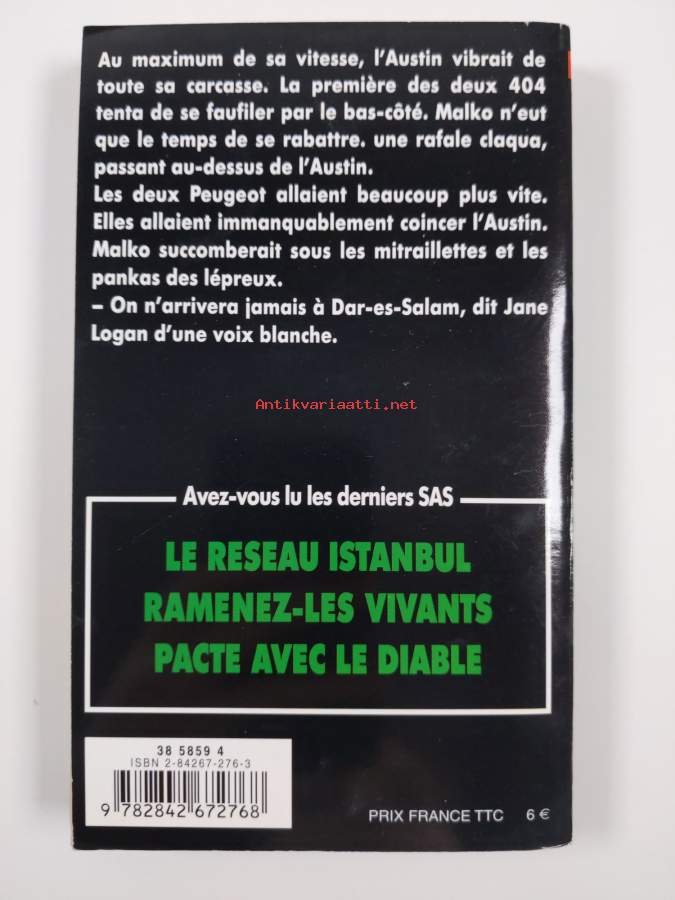 Au maximum de sa vitesse, l'Austin vibrait de
toute sa carcasse. La première des deux 404
tenta de se faufiler par le bas-côté. Malko n'eut
que le temps de se rabattre. une rafale claqua,
passant au-dessus de l'Austin.
Les deux Peugeot allaient beaucoup plus vite.
Elles allaient immanquablement coincer l'Austin.
Malko succomberait sous les mitraillettes et les
pankas des lépreux.
– On n'arrivera jamais à Dar-es-Salam, dit Jane
Logan d'une voix blanche.
Antikvariaatti.net
Avez-vous lu les derniers SAS
LE RESEAU ISTANBUL
RAMENEZ-LES VIVANTS
PACTE AVEC LE DIABLE
38 5859 4
ISBN 2-84267-276-3
9 782842 672768
PRIX FRANCE TTC 6 €